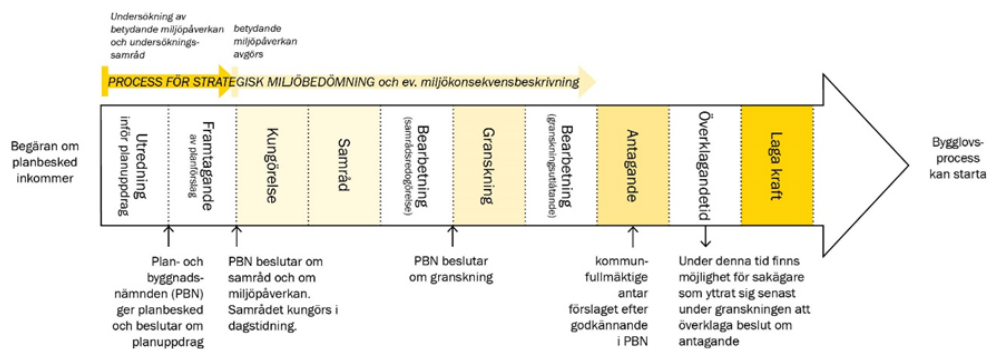 Undersökning av
betydande miljöpåverkan
och undersöknings-
samråd
betydande
miljöpåverkan
avgörs
PROCESS FÖR STRATEGISK MILJÖBEDÖMNING och ev. miljökonsekvensbeskrivning
Begäran om
planbesked
inkommer
Utredning
inför planuppdrag
Framtagande
av planförslag
Kungörelse
Samråd
Bearbetning
(samrådsredogörelse)
Granskning
Bearbetning
(granskningsutlåtande)
Antagande
Överklagandetid
Laga kraft
Bygglovs-
process
kan starta
Plan- och
byggnads-
nämnden (PBN)
ger planbesked
och beslutar om
planuppdrag
PBN beslutar om
samråd och om
miljöpåverkan.
Samrådet kungörs i
dagstidning.
PBN beslutar
om granskning
kommun-
fullmäktige
antar
förslaget efter
godkännande
i PBN
Under denna tid finns
möjlighet för sakägare
som yttrat sig senast
under granskningen att
överklaga beslut om
antagande